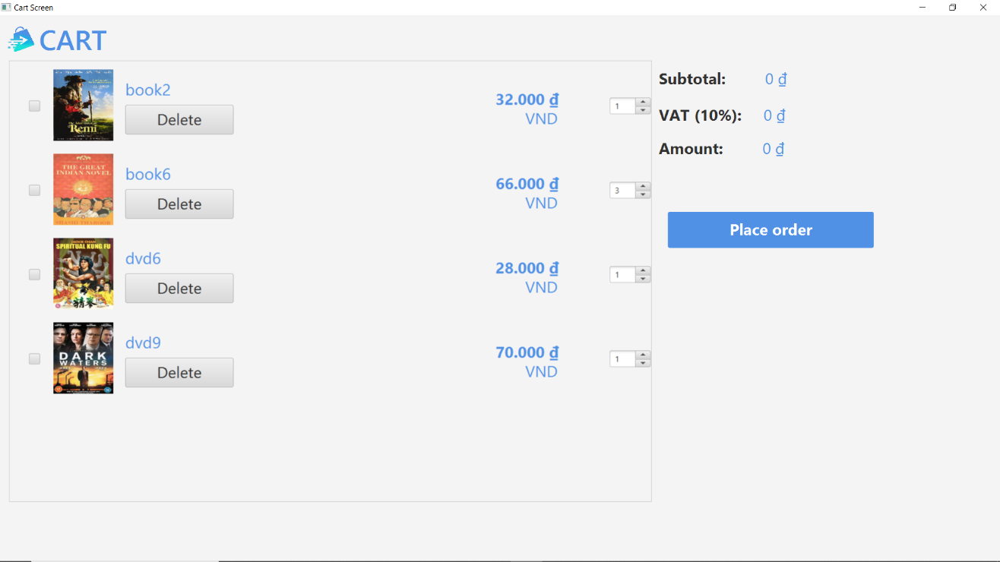 Cart Screen
CART
book2
Delete
32.000 ₫
VND
1
book6
Delete
66.000 ₫
VND
3
dvd6
Delete
28.000 ₫
VND
1
dvd9
Delete
70.000 ₫
VND
1
Remi
THE GREAT
INDIAN NOVEL
SHASHI THAROOR
SPIRITUAL KUNG FU
DARK
WATERS
Subtotal: 0 ₫
VAT (10%): 0 ₫
Amount: 0 ₫
Place order